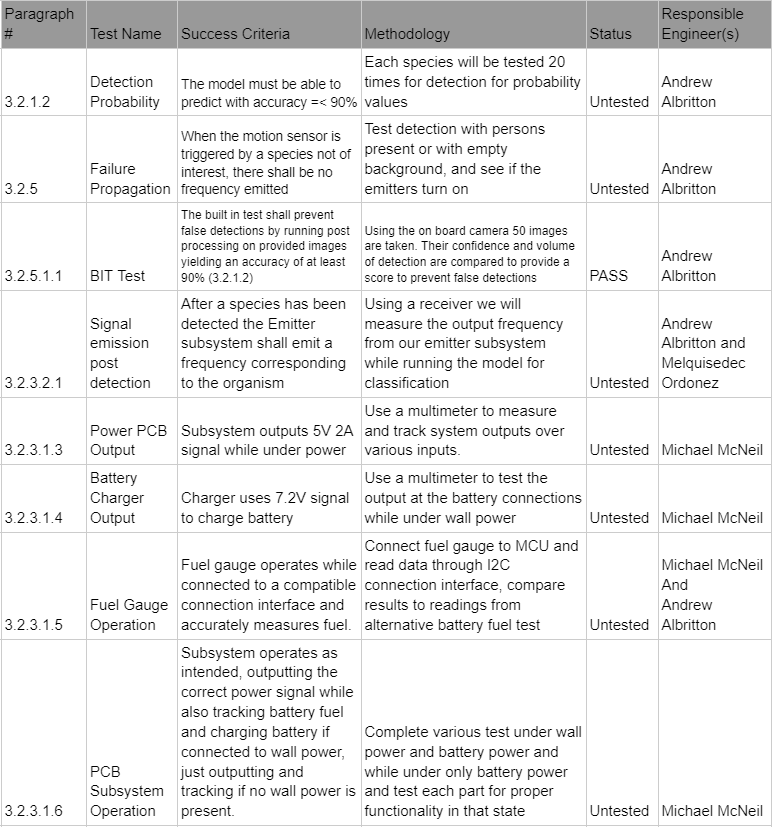 Paragraph
#
Test Name
Success Criteria
Methodology
Status
Responsible
Engineer(s)
3.2.1.2
Detection
Probability
The model must be able to
predict with accuracy =< 90%
Each species will be tested 20
times for detection for probability
values
Untested
Andrew
Albritton
3.2.5
Failure
Propagation
When the motion sensor is
triggered by a species not of
interest, there shall be no
frequency emitted
Test detection with persons
present or with empty
background, and see if the
emitters turn on
Untested
Andrew
Albritton
3.2.5.1.1
BIT Test
The built in test shall prevent
false detections by running post
processing on provided images
yielding an accuracy of at least
90% (3.2.1.2)
Using the on board camera 50 images
are taken. Their confidence and volume
of detection are compared to provide a
score to prevent false detections
PASS
Andrew
Albritton
3.2.3.2.1
Signal
emission
post
detection
After a species has been
detected the Emitter
subsystem shall emit a
frequency corresponding
to the organism
Using a receiver we will
measure the output frequency
from our emitter subsystem
while running the model for
classification
Untested
Andrew
Albritton and
Melquisedec
Ordonez
3.2.3.1.3
Power PCB
Output
Subsystem outputs 5V 2A
signal while under power
Use a multimeter to measure
and track system outputs over
various inputs.
Untested
Michael McNeil
3.2.3.1.4
Battery
Charger
Output
Charger uses 7.2V signal
to charge battery
Use a multimeter to test the
output at the battery connections
while under wall power
Untested
Michael McNeil
3.2.3.1.5
Fuel Gauge
Operation
Fuel gauge operates while
connected to a compatible
connection interface and
accurately measures fuel.
Connect fuel gauge to MCU and
read data through I2C
connection interface, compare
results to readings from
alternative battery fuel test
Untested
Michael McNeil
And
Andrew
Albritton
3.2.3.1.6
PCB
Subsystem
Operation
Subsystem operates as
intended, outputting the
correct power signal while
also tracking battery fuel
and charging battery if
connected to wall power,
just outputting and
tracking if no wall power is
present.
Complete various test under wall
power and battery power and
while under only battery power
and test each part for proper
functionality in that state
Untested
Michael McNeil